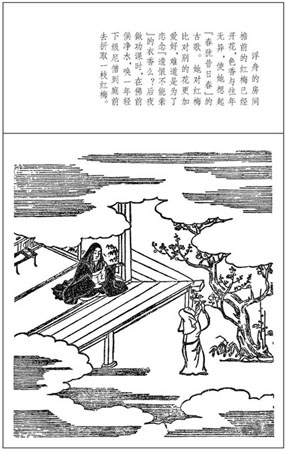 浮舟的房间
檐前的红梅已经
开花，色香与往年
无异，使她想起
『春犹昔日春』的
古歌。她对红梅
比对别的花更加
爱好，难道是为了
恋念『遗恨不能来
』的衣香么？后夜
做功课时，在佛前
供净水，唤一年轻
下级尼僧到庭前
去折取一枝红梅。